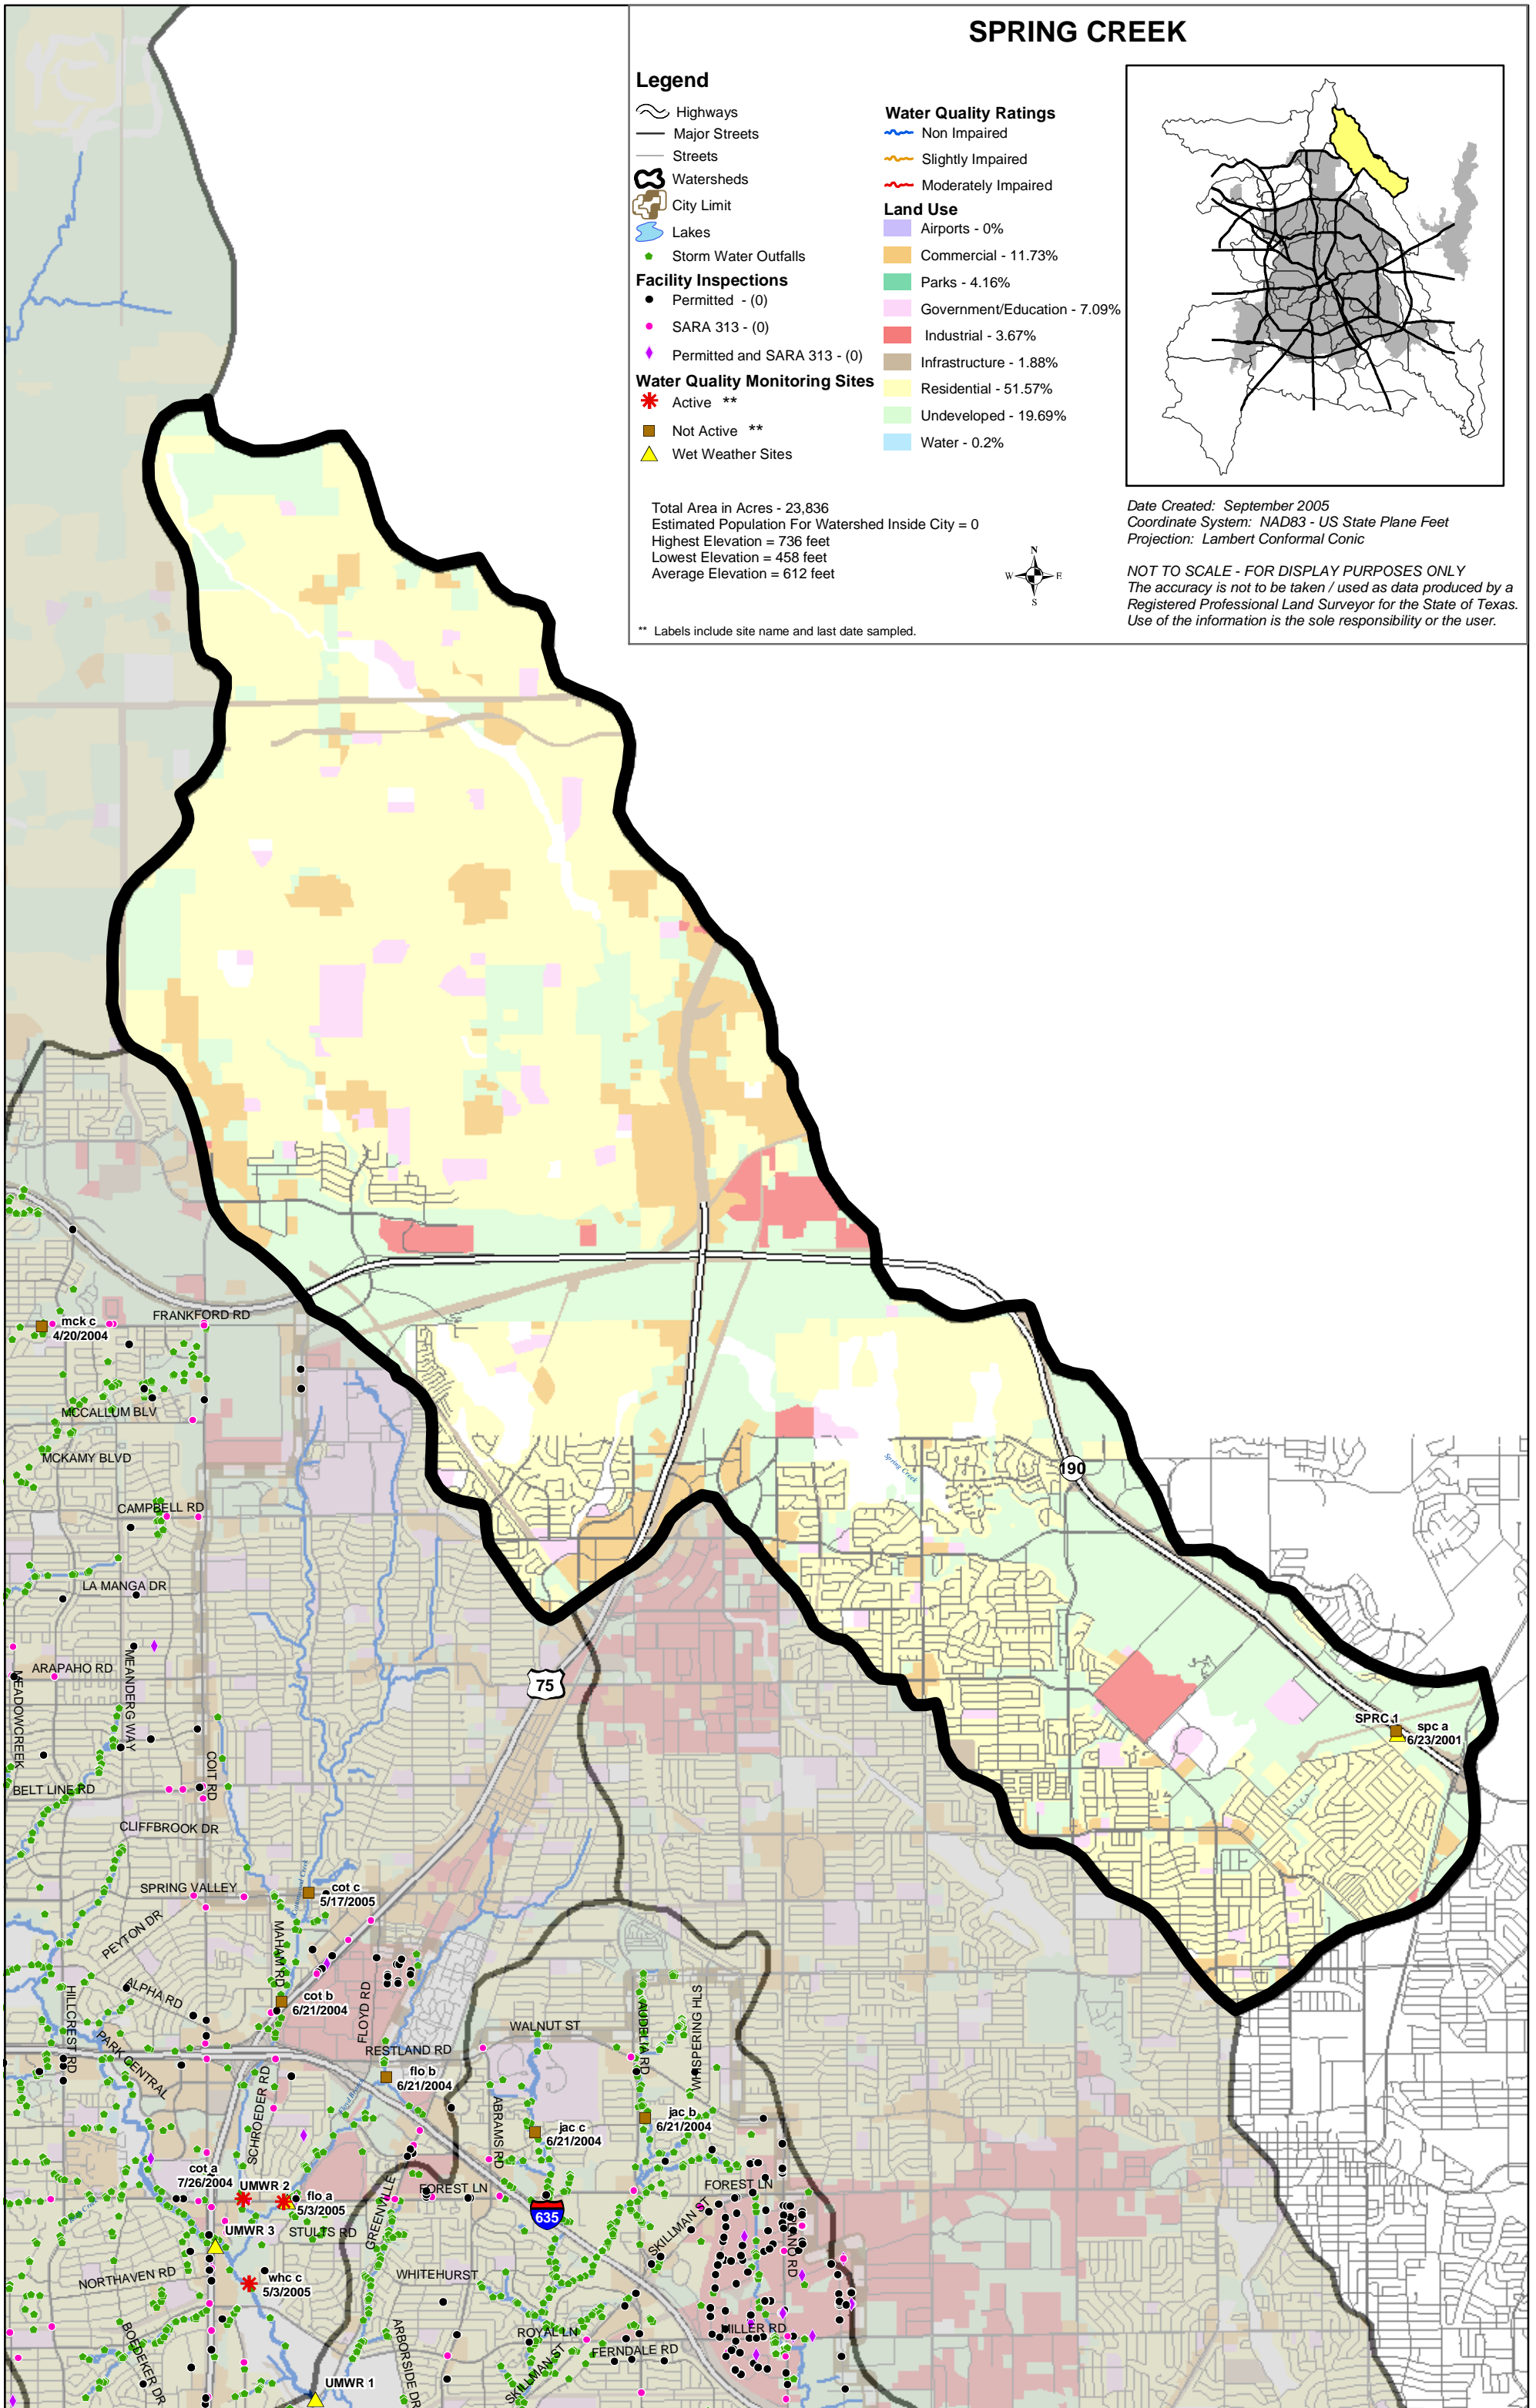 SPRING CREEK
Legend
Highways
Major Streets
Streets
Watersheds
City Limit
Lakes
Storm Water Outfalls
Facility Inspections
Permitted - (0)
SARA 313 - (0)
Permitted and SARA 313 - (0)
Water Quality Monitoring Sites
Active **
Not Active **
Wet Weather Sites
Water Quality Ratings
Non Impaired
Slightly Impaired
Moderately Impaired
Land Use
Airports - 0%
Commercial - 11.73%
Parks - 4.16%
Government/Education - 7.09%
Industrial - 3.67%
Infrastructure - 1.88%
Residential - 51.57%
Undeveloped - 19.69%
Water - 0.2%
Total Area in Acres - 23,836
Estimated Population For Watershed Inside City = 0
Highest Elevation = 736 feet
Lowest Elevation = 458 feet
Average Elevation = 612 feet
N
W E
S
** Labels include site name and last date sampled.
Date Created: September 2005
Coordinate System: NAD83 - US State Plane Feet
Projection: Lambert Conformal Conic
NOT TO SCALE - FOR DISPLAY PURPOSES ONLY
The accuracy is not to be taken / used as data produced by a
Registered Professional Land Surveyor for the State of Texas.
Use of the information is the sole responsibility or the user.
FRANKFORD RD
mck c
4/20/2004
MCCALLUM BLV
MCKAMY BLVD
Spring Creek
190
CAMPBELL RD
LA MANGA DR
ARAPAHO RD
MEADOWCREEK
MEANDERG WAY
75
SPRC 1
spc a
6/23/2001
COIT RD
BELT LINE RD
CLIFFBROOK DR
SPRING VALLEY
cot c
5/17/2005
PEYTON DR
MAHAM RD
ALPHA RD
cot b
6/21/2004
HILLCREST RD
FLOYD RD
PARK CENTRAL
WALNUT ST
AUDELIA RD
WHISPERING HLS
RESTLAND RD
flo b
6/21/2004
SCHROEDER RD
ABRAMS RD
jac c
6/21/2004
jac b
6/21/2004
cot a
7/26/2004
UMWR 2
flo a
5/3/2005
GREENVILLE
FOREST LN
FOREST LN
635
SKILLMAN ST
PLANO RD
UMWR 3
STULTS RD
NORTHAVEN RD
whc c
5/3/2005
WHITEHURST
BOEDEKER DR
ARBORSIDE DR
ROYAL LN
SKILLMAN ST
FERNDALE RD
MILLER RD
UMWR 1